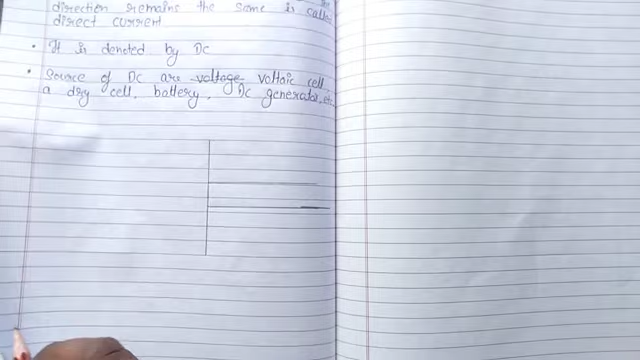 direction remains the same is called
direct current
• It is denoted by Dc
• Source of Dc are voltage voltaic cell,
a dry cell, battery, Dc generator, etc